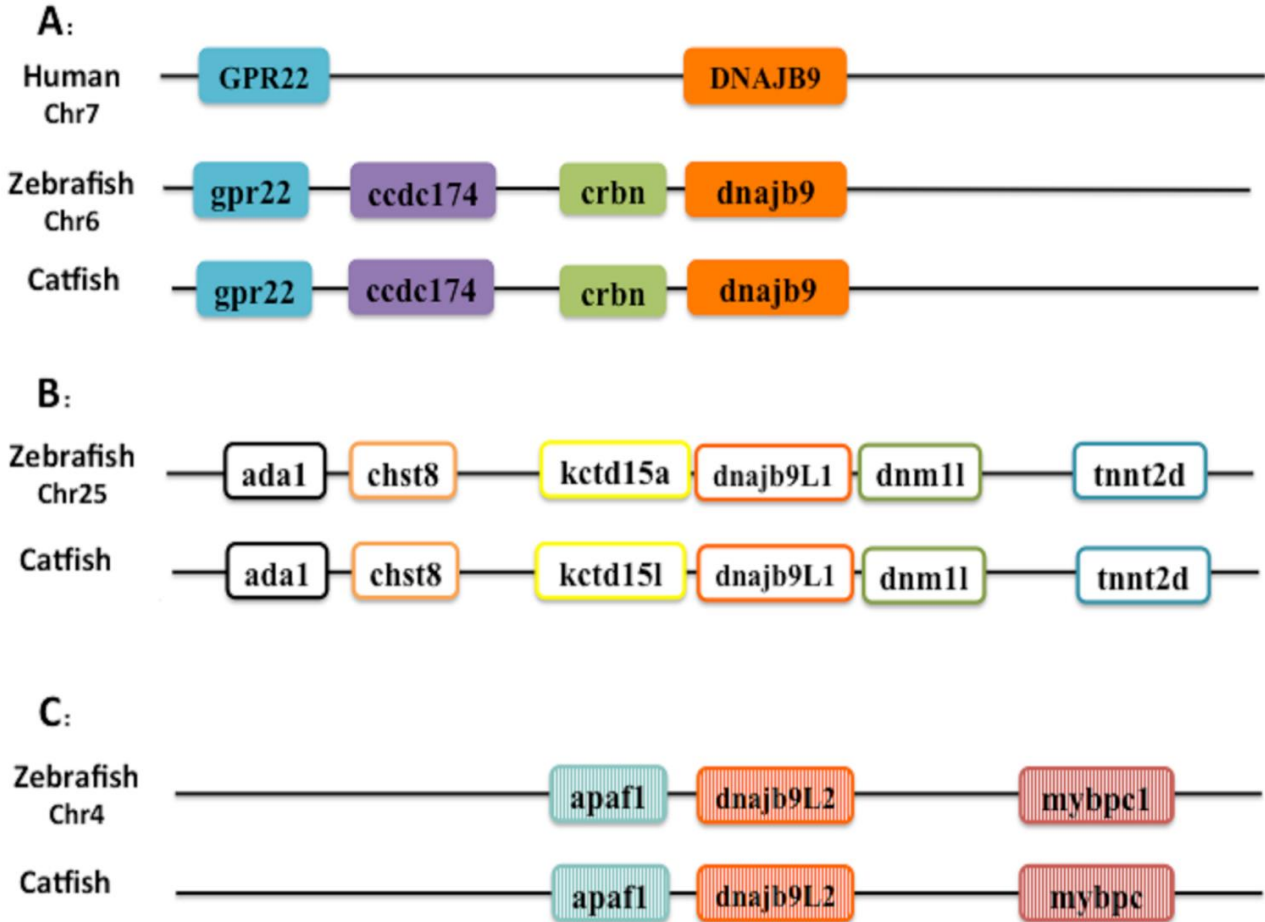 A:
Human
Chr7
GPR22 DNAJB9
Zebrafish
Chr6
gpr22 ccdc174 crbn dnajb9
Catfish
gpr22 ccdc174 crbn dnajb9
B:
Zebrafish
Chr25
ada1 chst8 kctd15a dnajb9L1 dnm1l tnnt2d
Catfish
ada1 chst8 kctd15l dnajb9L1 dnm1l tnnt2d
C:
Zebrafish
Chr4
apaf1 dnajb9L2 mybpc1
Catfish
apaf1 dnajb9L2 mybpc